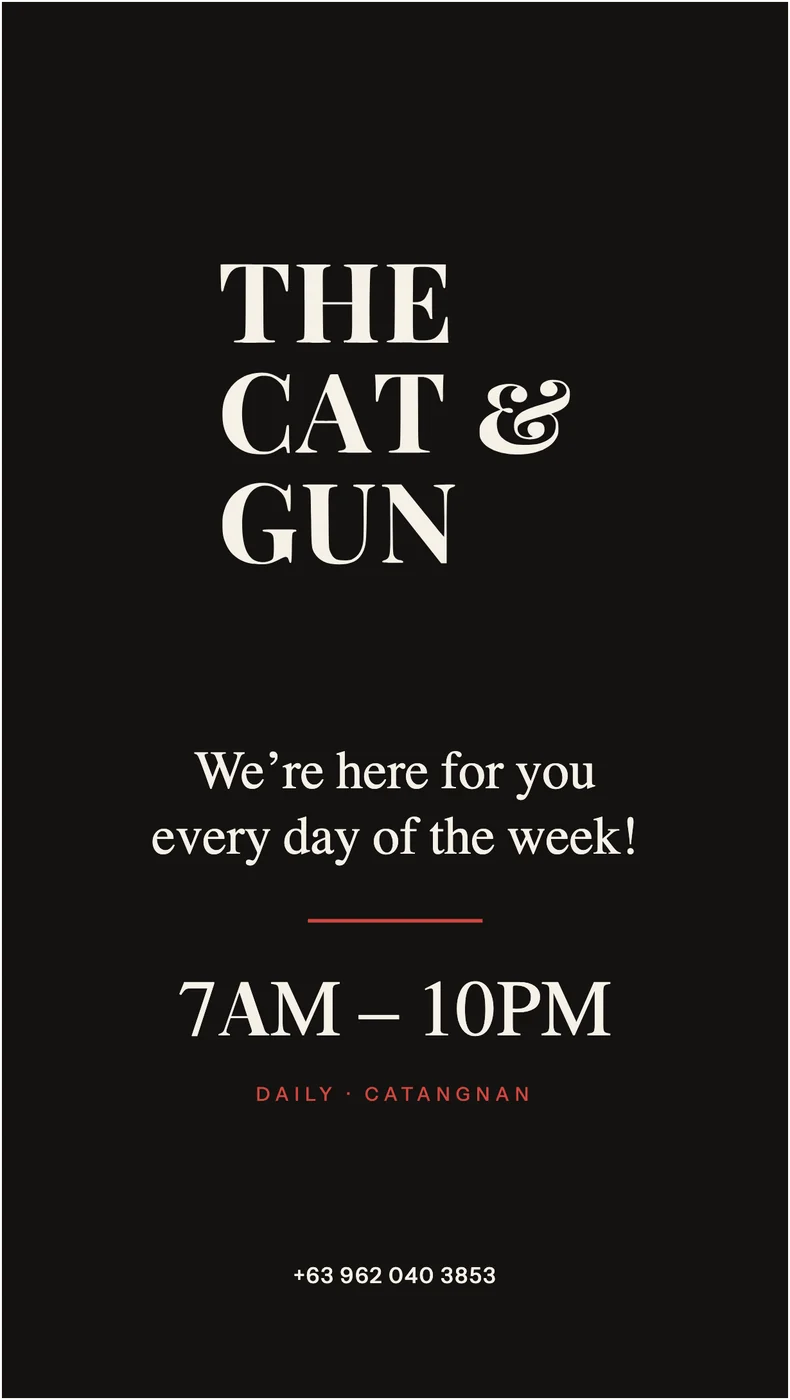 THE
CAT &
GUN
We’re here for you
every day of the week!
7AM – 10PM
DAILY · CATANGNAN
+63 962 040 3853